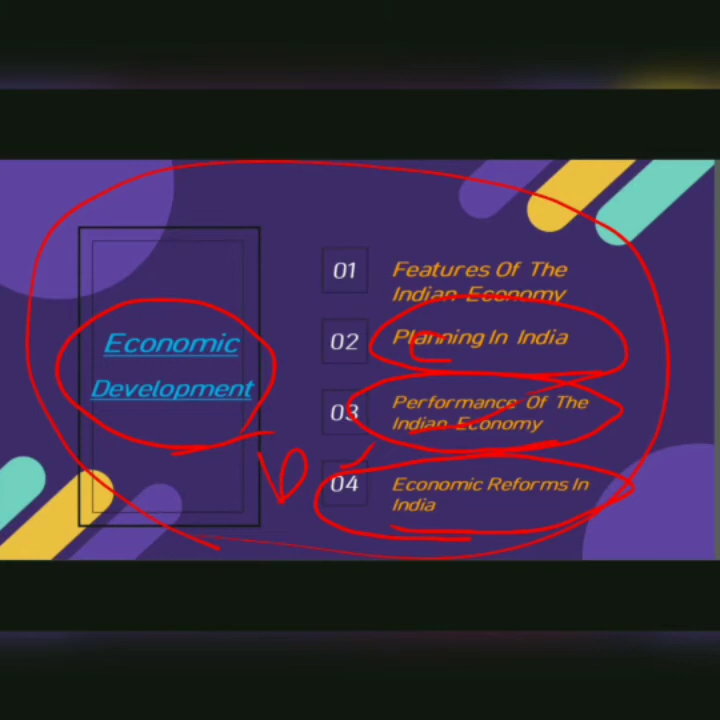 Economic
Development
01
Features Of The
Indian Economy
02
Planning In India
03
Performance Of The
Indian Economy
04
Economic Reforms In
India